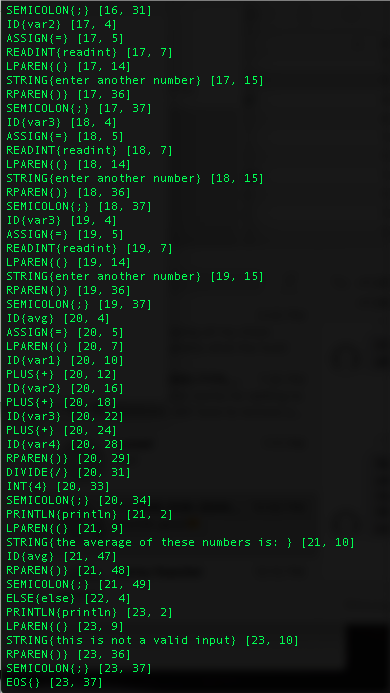 SEMICOLON{;} [16, 31]
ID{var2} [17, 4]
ASSIGN{=} [17, 5]
READINT{readint} [17, 7]
LPAREN{(} [17, 14]
STRING{enter another number} [17, 15]
RPAREN{)} [17, 36]
SEMICOLON{;} [17, 37]
ID{var3} [18, 4]
ASSIGN{=} [18, 5]
READINT{readint} [18, 7]
LPAREN{(} [18, 14]
STRING{enter another number} [18, 15]
RPAREN{)} [18, 36]
SEMICOLON{;} [18, 37]
ID{var3} [19, 4]
ASSIGN{=} [19, 5]
READINT{readint} [19, 7]
LPAREN{(} [19, 14]
STRING{enter another number} [19, 15]
RPAREN{)} [19, 36]
SEMICOLON{;} [19, 37]
ID{avg} [20, 4]
ASSIGN{=} [20, 5]
LPAREN{(} [20, 7]
ID{var1} [20, 10]
PLUS{+} [20, 12]
ID{var2} [20, 16]
PLUS{+} [20, 18]
ID{var3} [20, 22]
PLUS{+} [20, 24]
ID{var4} [20, 28]
RPAREN{)} [20, 29]
DIVIDE{/} [20, 31]
INT{4} [20, 33]
SEMICOLON{;} [20, 34]
PRINTLN{println} [21, 2]
LPAREN{(} [21, 9]
STRING{the average of these numbers is: } [21, 10]
ID{avg} [21, 47]
RPAREN{)} [21, 48]
SEMICOLON{;} [21, 49]
ELSE{else} [22, 4]
PRINTLN{println} [23, 2]
LPAREN{(} [23, 9]
STRING{this is not a valid input} [23, 10]
RPAREN{)} [23, 36]
SEMICOLON{;} [23, 37]
EOS{} [23, 37]